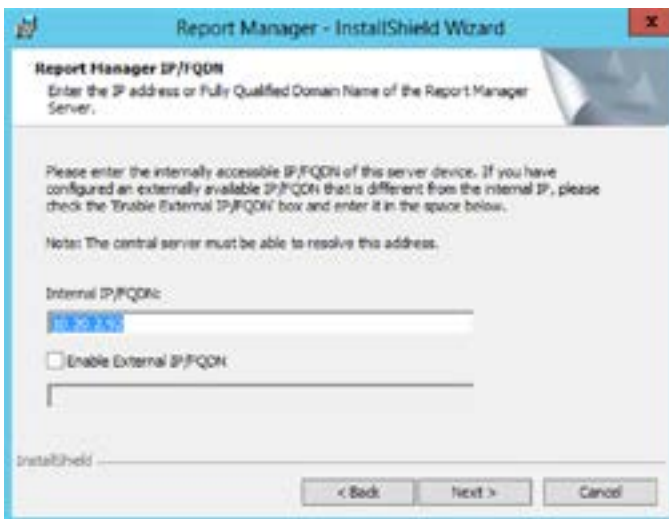 Report Manager - InstallShield Wizard
x
Report Manager IP/FQDN
Enter the IP address or Fully Qualified Domain Name of the Report Manager
Server.
Please enter the internally accessible IP/FQDN of this server device. If you have
configured an externally available IP/FQDN that is different from the internal IP, please
check the 'Enable External IP/FQDN' box and enter it in the space below.
Note: The central server must be able to resolve this address.
Internal IP/FQDN:
Enable External IP/FQDN
InstallShield
< Back
Next >
Cancel